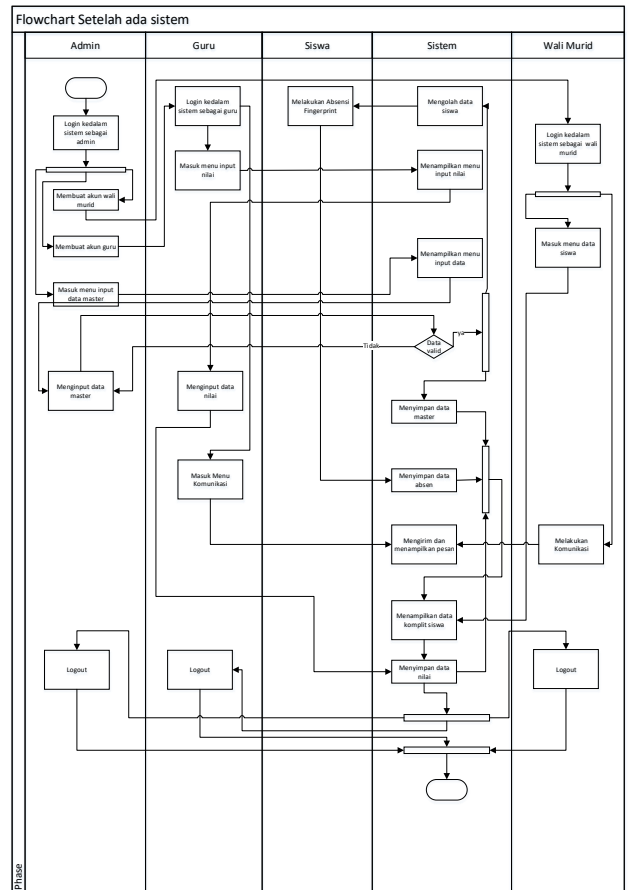 Flowchart Setelah ada sistem
Admin
Guru
Siswa
Sistem
Wali Murid
Login kedalam
sistem sebagai
admin
Login kedalam
sistem sebagai guru
Melakukan Absensi
Fingerprint
Mengolah data
siswa
Login kedalam
sistem sebagai wali
murid
Masuk menu input
nilai
Menampilkan menu
input nilai
Membuat akun wali
murid
Membuat akun guru
Menampilkan menu
input data
Masuk menu data
siswa
Masuk menu input
data master
Data
valid
ya
Tidak
Menginput data
master
Menginput data
nilai
Menyimpan data
master
Masuk Menu
Komunikasi
Menyimpan data
absen
Mengirim dan
menampilkan pesan
Melakukan
Komunikasi
Menampilkan data
komplit siswa
Logout
Logout
Menyimpan data
nilai
Logout
Phase